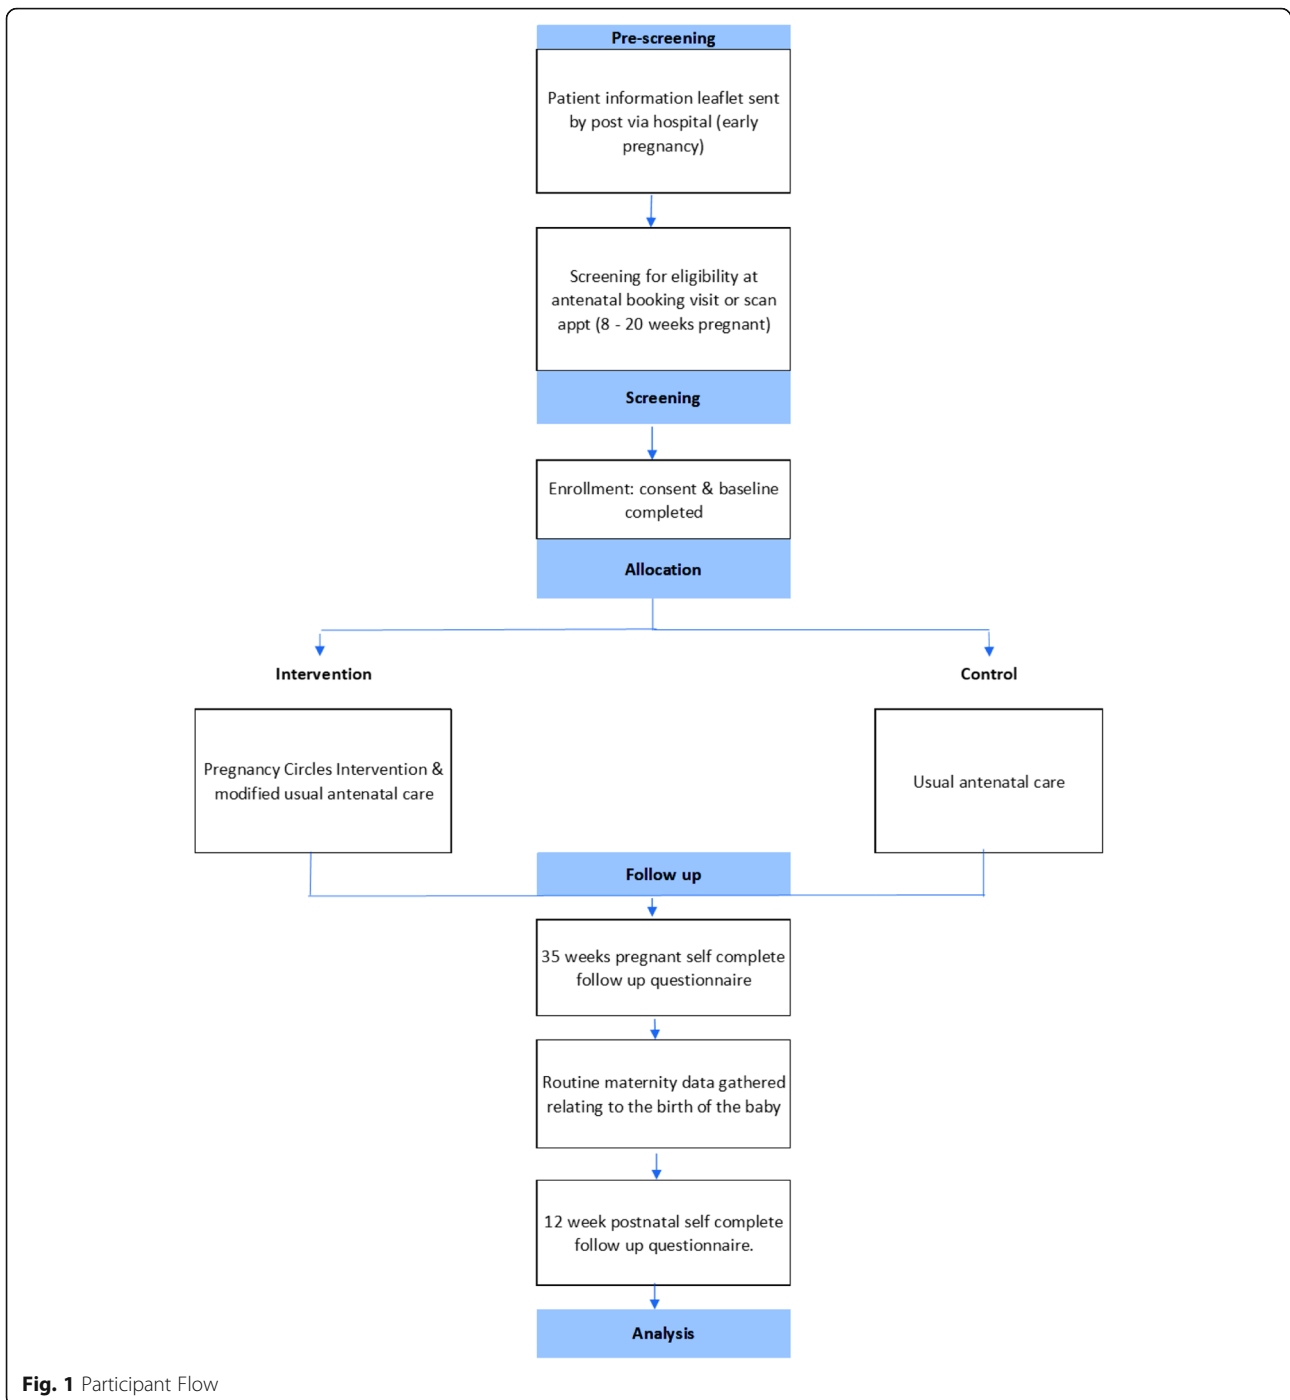 Pre-screening
Patient information leaflet sent
by post via hospital (early
pregnancy)
Screening for eligibility at
antenatal booking visit or scan
appt (8 - 20 weeks pregnant)
Screening
Enrollment: consent & baseline
completed
Allocation
Intervention
Control
Pregnancy Circles Intervention &
modified usual antenatal care
Usual antenatal care
Follow up
35 weeks pregnant self complete
follow up questionnaire
Routine maternity data gathered
relating to the birth of the baby
12 week postnatal self complete
follow up questionnaire.
Analysis
Fig. 1 Participant Flow